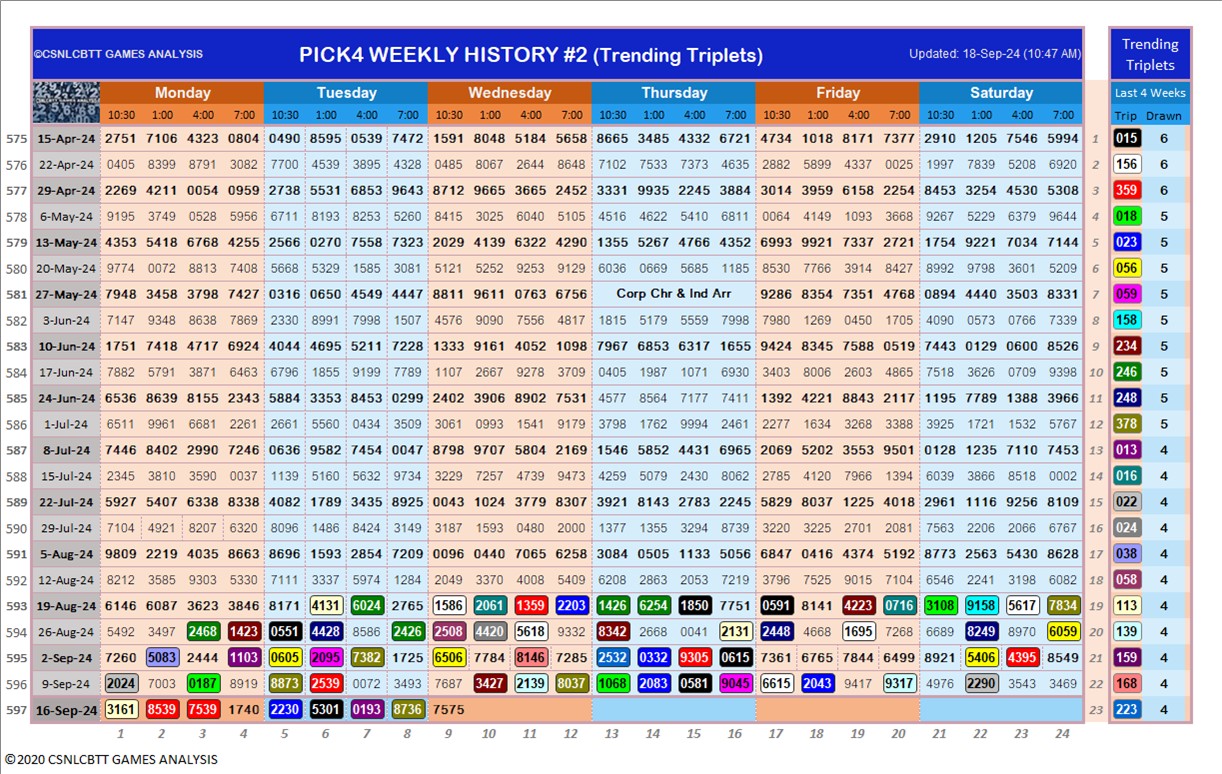 ©CSNLCBTT GAMES ANALYSIS PICK4 WEEKLY HISTORY #2 (Trending Triplets) Updated: 18-Sep-24 (10:47 AM) Trending
Triplets
Monday Tuesday Wednesday Thursday Friday Saturday Last 4 Weeks
10:30 1:00 4:00 7:00 10:30 1:00 4:00 7:00 10:30 1:00 4:00 7:00 10:30 1:00 4:00 7:00 10:30 1:00 4:00 7:00 10:30 1:00 4:00 7:00 Trip Drawn
575 15-Apr-24 2751 7106 4323 0804 0490 8595 0539 7472 1591 8048 5184 5658 8665 3485 4332 6721 4734 1018 8171 7377 2910 1205 7546 5994 1 015 6
576 22-Apr-24 0405 8399 8791 3082 7700 4539 3895 4328 0485 8067 2644 8648 7102 7533 7373 4635 2882 5899 4337 0025 1997 7839 5208 6920 2 156 6
577 29-Apr-24 2269 4211 0054 0959 2738 5531 6853 9643 8712 9665 3665 2452 3331 9935 2245 3884 3014 3959 6158 2254 8453 3254 4530 5308 3 359 6
578 6-May-24 9195 3749 0528 5956 6711 8193 8253 5260 8415 3025 6040 5105 4516 4622 5410 6811 0064 4149 1093 3668 9267 5229 6379 9644 4 018 5
579 13-May-24 4353 5418 6768 4255 2566 0270 7558 7323 2029 4139 6322 4290 1355 5267 4766 4352 6993 9921 7337 2721 1754 9221 7034 7144 5 023 5
580 20-May-24 9774 0072 8813 7408 5668 5329 1585 3081 5121 5252 9253 9129 6036 0669 5685 1185 8530 7766 3914 8427 8992 9798 3601 5209 6 056 5
581 27-May-24 7948 3458 3798 7427 0316 0650 4549 4447 8811 9611 0763 6756 Corp Chr & Ind Arr 9286 8354 7351 4768 0894 4440 3503 8331 7 059 5
582 3-Jun-24 7147 9348 8638 7869 2330 8991 7998 1507 4576 9090 7556 4817 1815 5179 5559 7998 7980 1269 0450 1705 4090 0573 0766 7339 8 158 5
583 10-Jun-24 1751 7418 4717 6924 4044 4695 5211 7228 1333 9161 4052 1098 7967 6853 6317 1655 9424 8345 7588 0519 7443 0129 0600 8526 9 234 5
584 17-Jun-24 7882 5791 3871 6463 6796 1855 9199 7789 1107 2667 9278 3709 0405 1987 1071 6930 3403 8006 2603 4865 7518 3626 0709 9398 10 246 5
585 24-Jun-24 6536 8639 8155 2343 5884 3353 8453 0299 2402 3906 8902 7531 4577 8564 7177 7411 1392 4221 8843 2117 1195 7789 1388 3966 11 248 5
586 1-Jul-24 6511 9961 6681 2261 2661 5560 0434 3509 3061 0993 1541 9179 3798 1762 9994 2461 2277 1634 3268 3388 3925 1721 1532 5767 12 378 5
587 8-Jul-24 7446 8402 2990 7246 0636 9582 7454 0047 8798 9707 5804 2169 1546 5852 4431 6965 2069 5202 3553 9501 0128 1235 7110 7453 13 013 4
588 15-Jul-24 2345 3810 3590 0037 1139 5160 5632 9734 9229 7257 4739 9473 4259 5079 2430 8062 2785 4120 7966 1394 6039 3866 8518 0002 14 016 4
589 22-Jul-24 5927 5407 6338 8338 4082 1789 3435 8925 0043 1024 3779 8307 3921 8143 2783 2245 5829 8037 1225 4018 2961 1116 9256 8109 15 022 4
590 29-Jul-24 7104 4921 8207 6320 8096 1486 8424 3149 3187 1593 0480 2000 1377 1355 3294 8739 3220 3225 2701 2081 7563 2206 2066 6767 16 024 4
591 5-Aug-24 9809 2219 4035 8663 8696 1593 2854 7209 0096 0440 7065 6258 3084 0505 1133 5056 6847 0416 4374 5192 8773 2563 5430 8628 17 038 4
592 12-Aug-24 8212 3585 9303 5330 7111 3337 5974 1284 2049 3370 4008 5409 6208 2863 2053 7219 3796 7525 9015 7104 6546 2241 3198 6082 18 058 4
593 19-Aug-24 6146 6087 3623 3846 8171 4131 6024 2765 1586 2061 1359 2203 1426 6254 1850 7751 0591 8141 4223 0716 3108 9158 5617 7834 19 113 4
594 26-Aug-24 5492 3497 2468 1423 0551 4428 8586 2426 2508 4420 5618 9332 8342 2668 0041 2131 2448 4668 1695 7268 6689 8249 8970 6059 20 139 4
595 2-Sep-24 7260 5083 2444 1103 0605 2095 7382 1725 6506 7784 8146 7285 2532 0332 9305 0615 7361 6765 7844 6499 8921 5406 4395 8549 21 159 4
596 9-Sep-24 2024 7003 0187 8919 8873 2539 0072 3493 7687 3427 2139 8037 1068 2083 0581 9045 6615 2043 9417 9317 4976 2290 3543 3469 22 168 4
597 16-Sep-24 3161 8539 7539 1740 2230 5301 0193 8736 7575 23 223 4
1 2 3 4 5 6 7 8 9 10 11 12 13 14 15 16 17 18 19 20 21 22 23 24
©2020 CSNLCBTT GAMES ANALYSIS